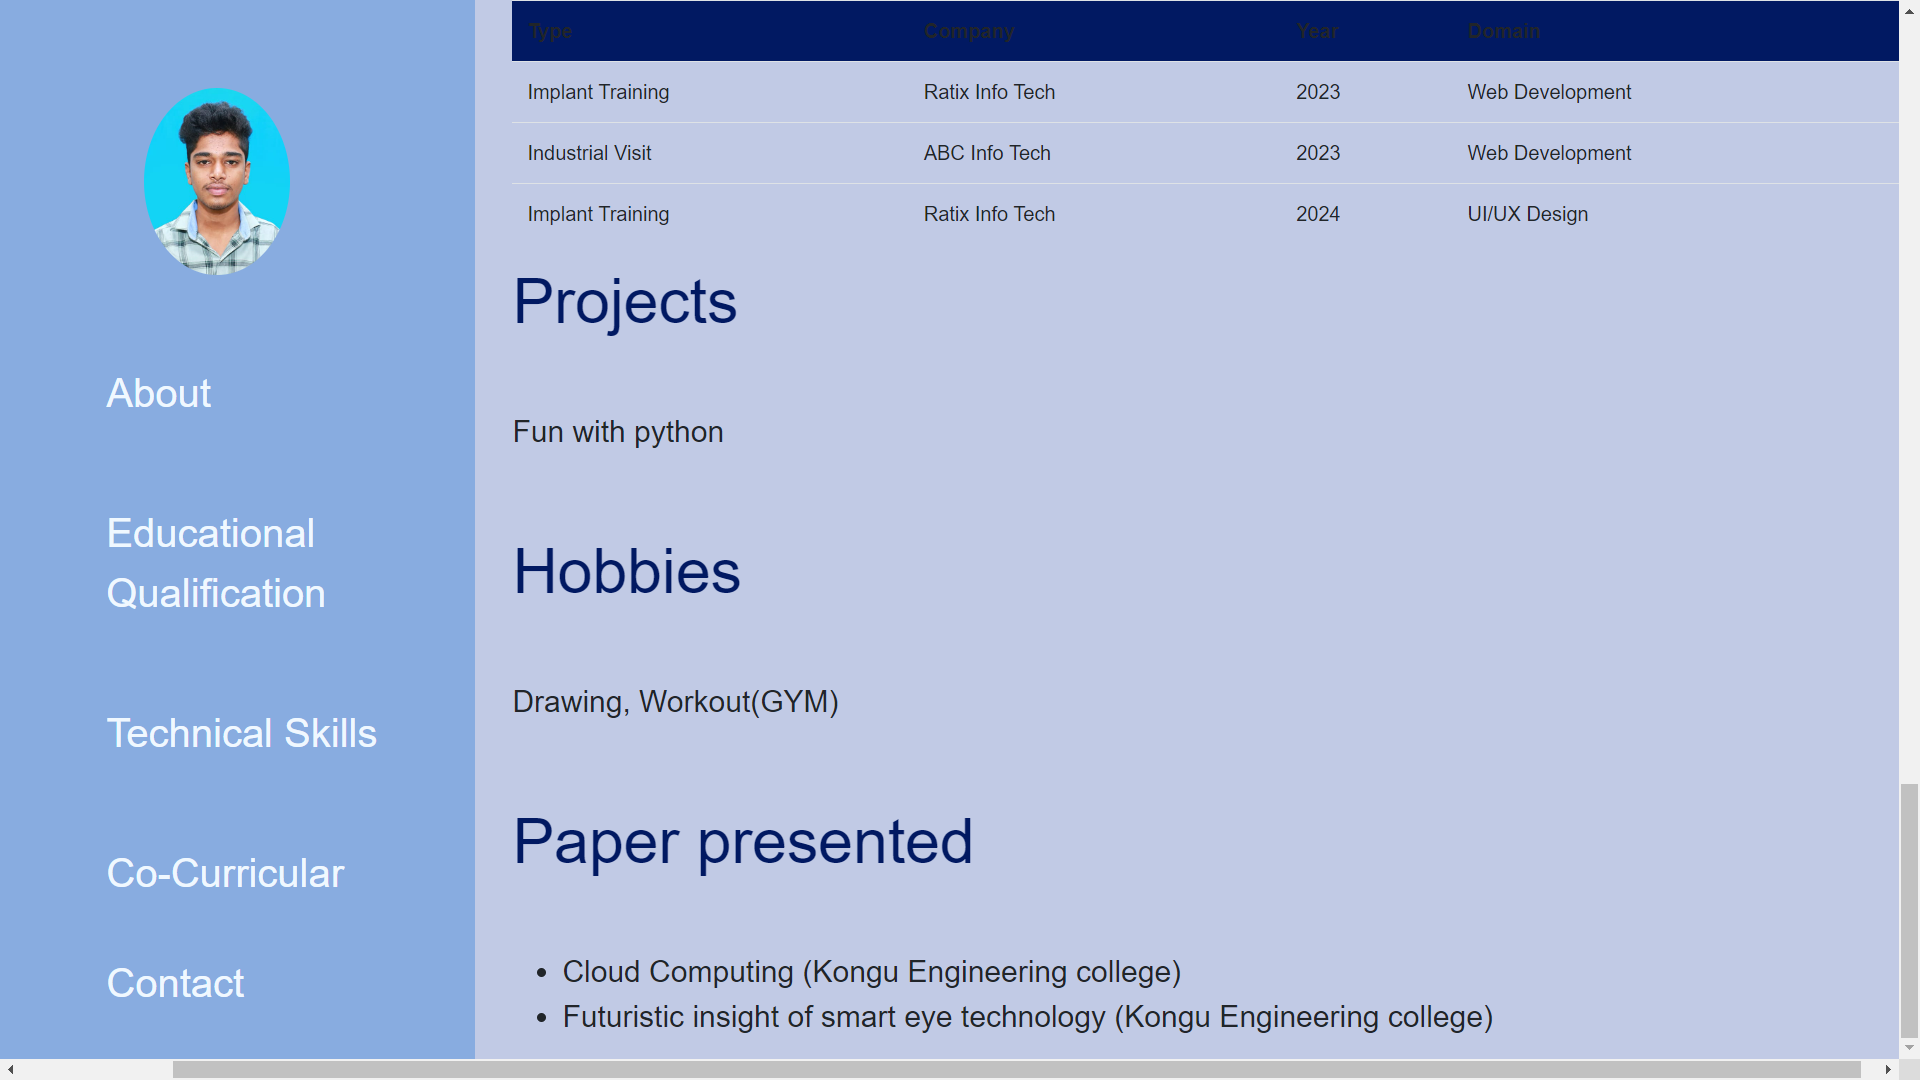 About
Educational
Qualification
Technical Skills
Co-Curricular
Contact
Type Company Year Domain
Implant Training Ratix Info Tech 2023 Web Development
Industrial Visit ABC Info Tech 2023 Web Development
Implant Training Ratix Info Tech 2024 UI/UX Design
Projects
Fun with python
Hobbies
Drawing, Workout(GYM)
Paper presented
• Cloud Computing (Kongu Engineering college)
• Futuristic insight of smart eye technology (Kongu Engineering college)